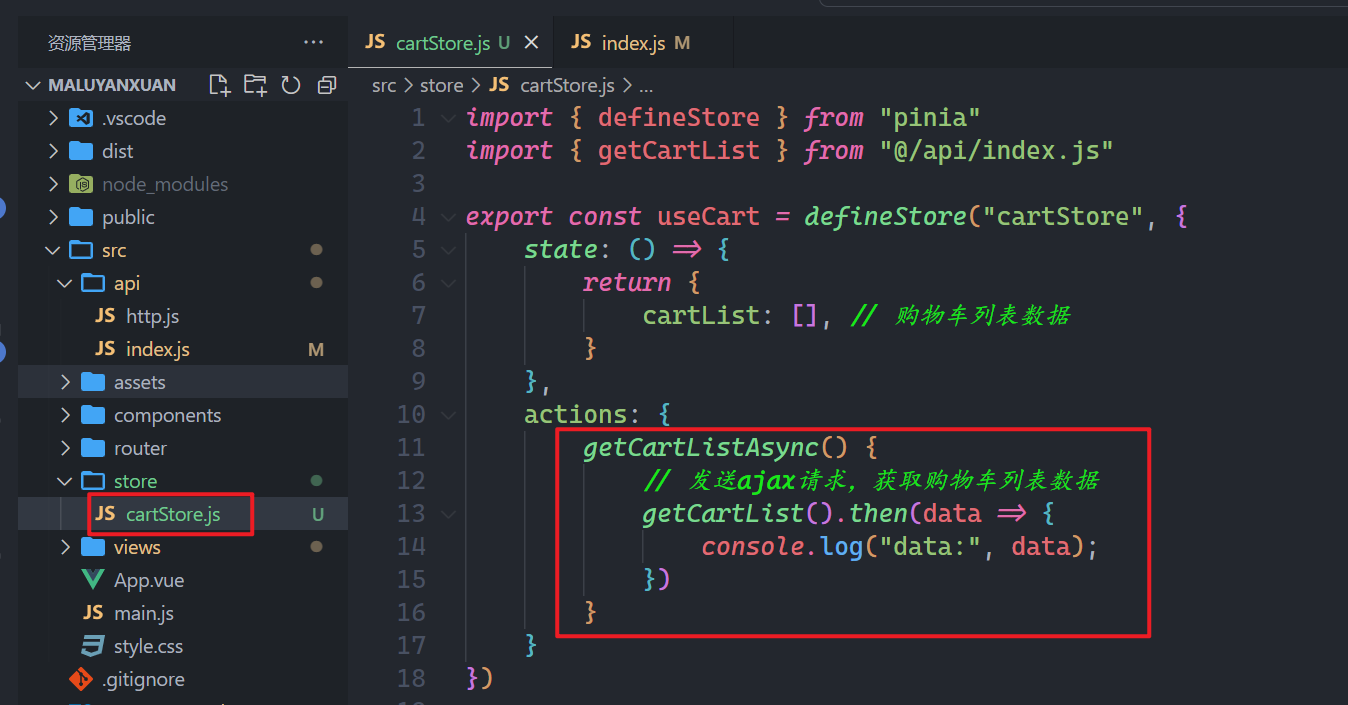 资源管理器 ...
MALUYANXUAN
.vscode
dist
node_modules
public
src
api
JS http.js
JS index.js M
assets
components
router
store
JS cartStore.js U
views
App.vue
JS main.js
style.css
.gitignore
JS cartStore.js U JS index.js M
src > store > JS cartStore.js > ...
1 import { defineStore } from "pinia"
2 import { getCartList } from "@/api/index.js"
3
4 export const useCart = defineStore("cartStore", {
5 state: () => {
6 return {
7 cartList: [], // 购物车列表数据
8 }
9 },
10 actions: {
11 getCartListAsync() {
12 // 发送ajax请求，获取购物车列表数据
13 getCartList().then(data => {
14 console.log("data:", data);
15 })
16 }
17 }
18 })